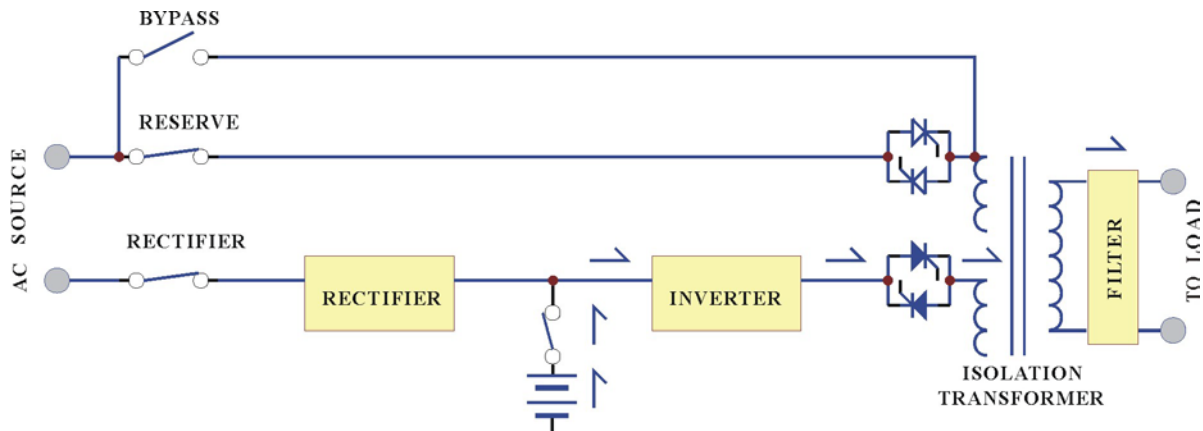 BYPASS
RESERVE
AC SOURCE
RECTIFIER
RECTIFIER
INVERTER
FILTER
TO LOAD
ISOLATION
TRANSFORMER